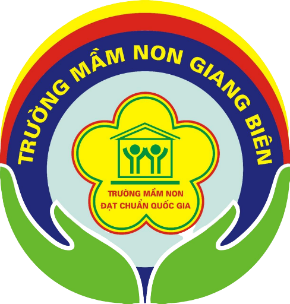 TRƯỜNG MẦM NON GIANG BIÊN
TRƯỜNG MẦM NON
ĐẠT CHUẨN QUỐC GIA